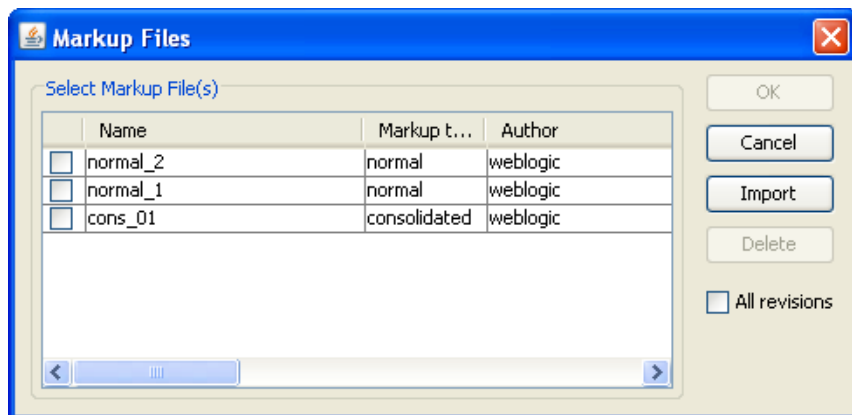 Markup Files
Select Markup File(s)
OK
Name Markup t... Author
Cancel
normal_2 normal weblogic
normal_1 normal weblogic
Import
cons_01 consolidated weblogic
Delete
All revisions